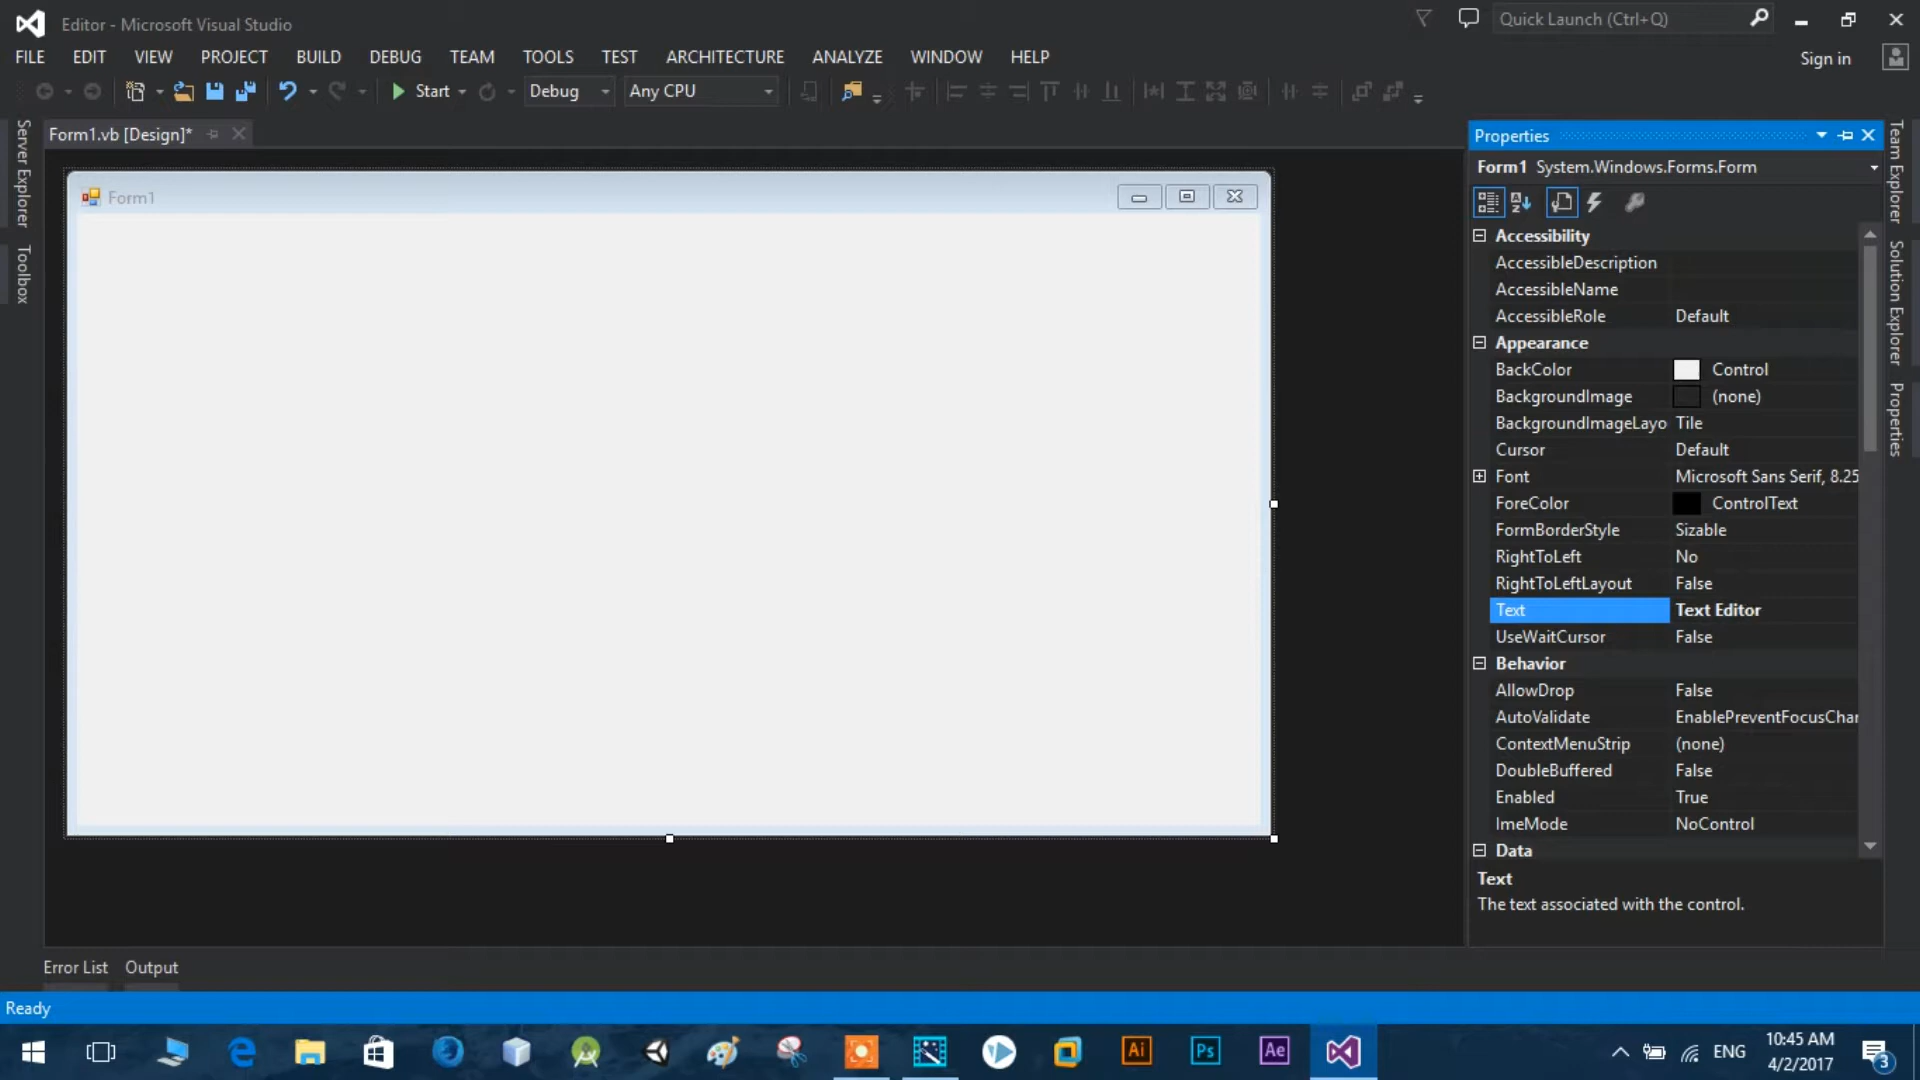 Editor - Microsoft Visual Studio
Quick Launch (Ctrl+Q)
FILE EDIT VIEW PROJECT BUILD DEBUG TEAM TOOLS TEST ARCHITECTURE ANALYZE WINDOW HELP
Sign in
Start Debug Any CPU
Server Explorer
Toolbox
Form1.vb [Design]*
Form1
Properties
Form1 System.Windows.Forms.Form
Accessibility
AccessibleDescription
AccessibleName
AccessibleRole Default
Appearance
BackColor Control
BackgroundImage (none)
BackgroundImageLayo Tile
Cursor Default
Font Microsoft Sans Serif, 8.25
ForeColor ControlText
FormBorderStyle Sizable
RightToLeft No
RightToLeftLayout False
Text Text Editor
UseWaitCursor False
Behavior
AllowDrop False
AutoValidate EnablePreventFocusChan
ContextMenuStrip (none)
DoubleBuffered False
Enabled True
ImeMode NoControl
Data
Text
The text associated with the control.
Team Explorer
Solution Explorer
Properties
Error List Output
Ready
Ai Ps Ae
ENG
10:45 AM
4/2/2017
3